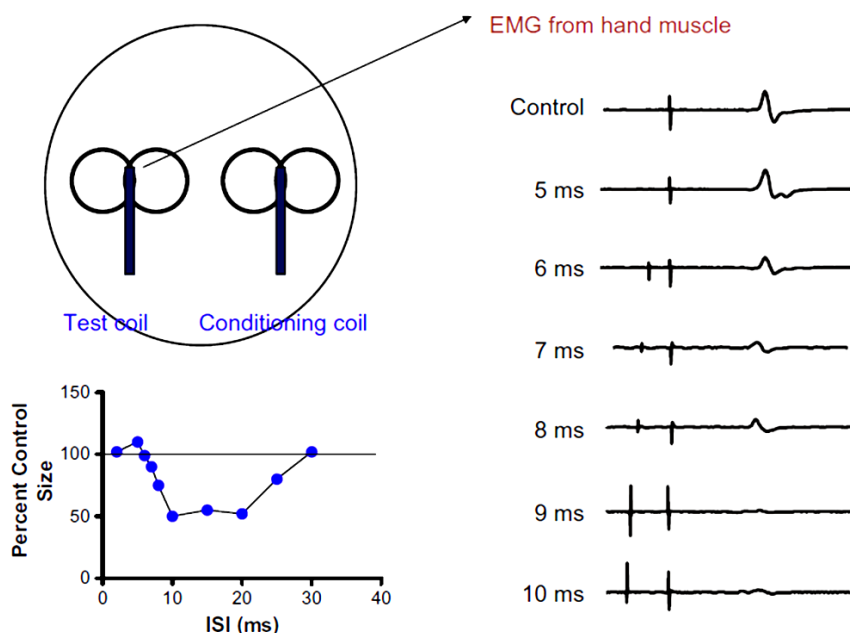 EMG from hand muscle
Test coil
Conditioning coil
Control
5 ms
6 ms
7 ms
8 ms
9 ms
10 ms
Percent Control
Size
150
100
50
0
0
10
20
30
40
ISI (ms)